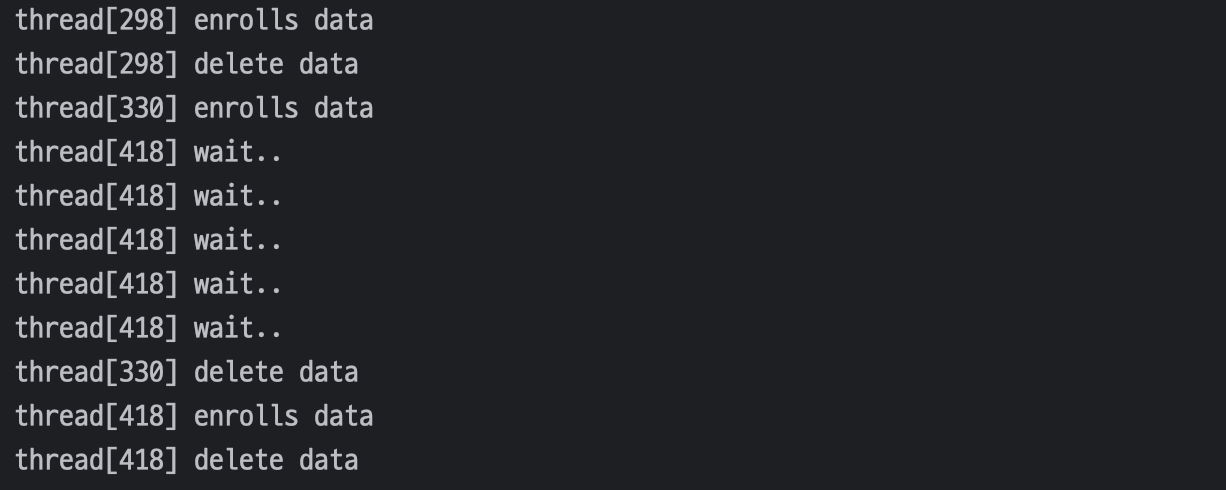 thread[298] enrolls data
thread[298] delete data
thread[330] enrolls data
thread[418] wait..
thread[418] wait..
thread[418] wait..
thread[418] wait..
thread[418] wait..
thread[330] delete data
thread[418] enrolls data
thread[418] delete data